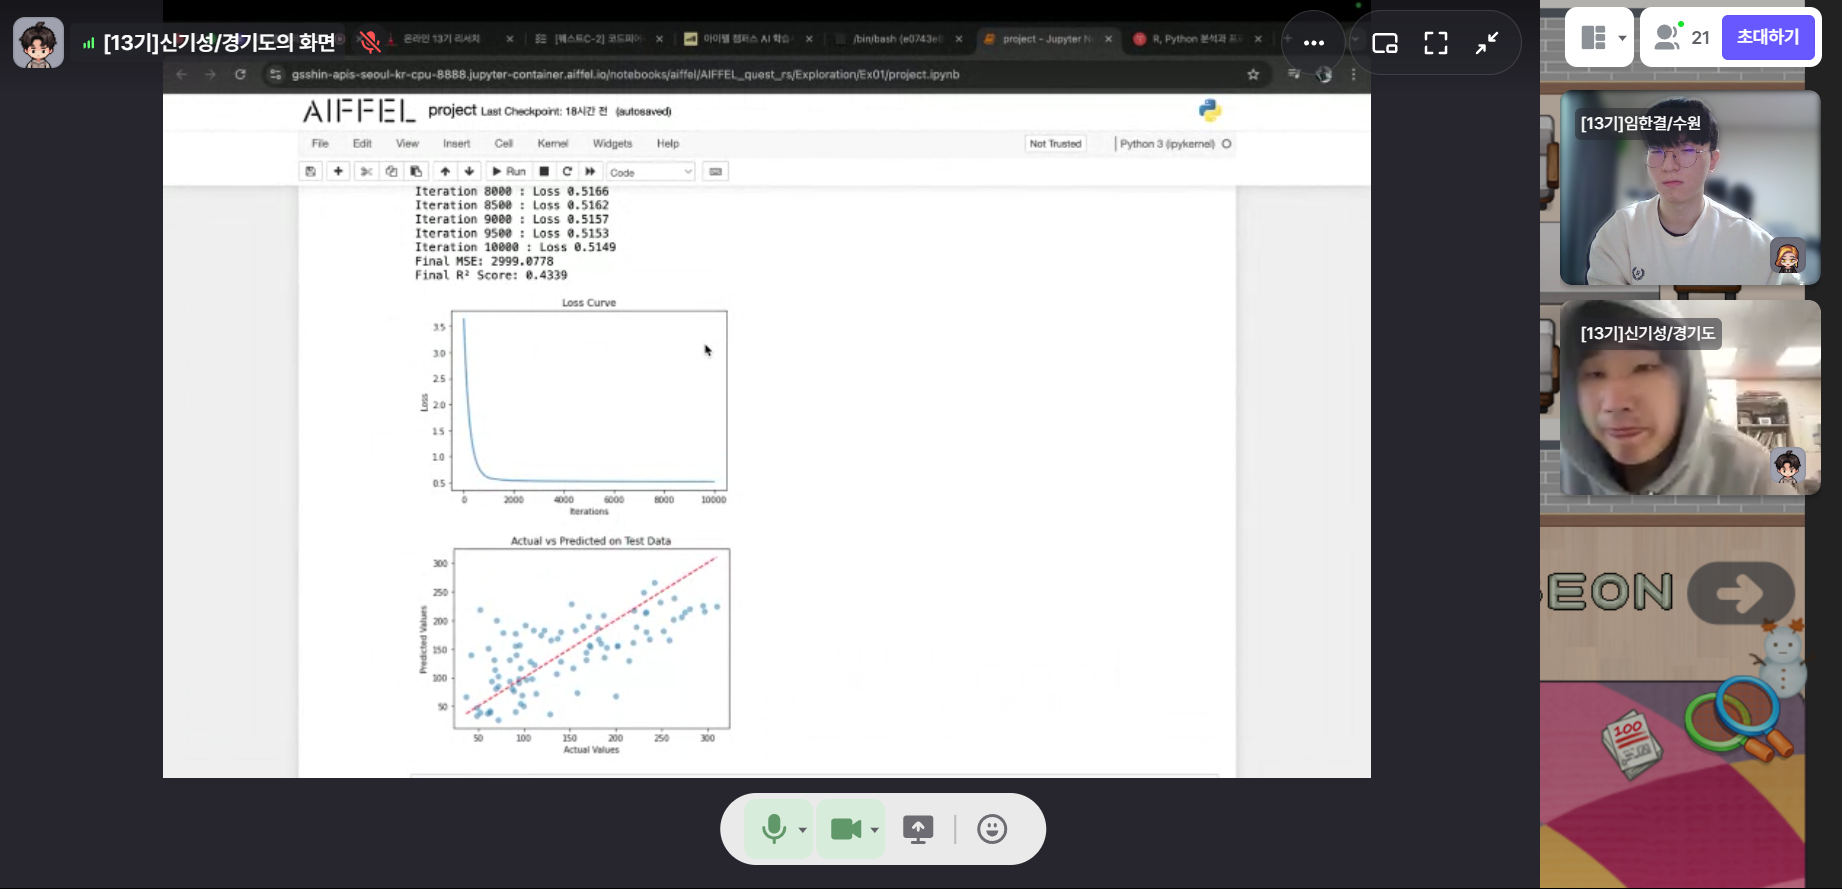 [13기]신기성/경기도의 화면
온라인 13기 리서치
[퀘스트C-2] 코드피어
아이펠 캠퍼스 AI 학습
/bin/bash (e0743e
project - Jupyter N
R, Python 분석과 프
gsshin-apis-seoul-kr-cpu-8888.jupyter-container.aiffel.io/notebooks/aiffel/AIFFEL_quest_rs/Exploration/Ex01/project.ipynb
21
초대하기
AIFFEL project Last Checkpoint: 18시간 전 (autosaved)
File Edit View Insert Cell Kernel Widgets Help
Not Trusted
Python 3 (ipykernel)
Run
Code
Iteration 8000 : Loss 0.5166
Iteration 8500 : Loss 0.5162
Iteration 9000 : Loss 0.5157
Iteration 9500 : Loss 0.5153
Iteration 10000 : Loss 0.5149
Final MSE: 2999.0778
Final R² Score: 0.4339
Loss Curve
3.5
3.0
2.5
2.0
1.5
1.0
0.5
Loss
0 2000 4000 6000 8000 10000
Iterations
Actual vs Predicted on Test Data
300
250
200
150
100
50
Predicted Values
50 100 150 200 250 300
Actual Values
[13기]임한결/수원
[13기]신기성/경기도
EON
100